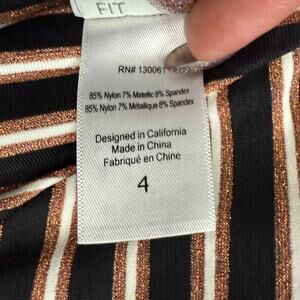 FIT
RN# 130061
85% Nylon 7% Metallic 8% Spandex
85% Nylon 7% Métallique 8% Spandex
Designed in California
Made in China
Fabriqué en Chine
4